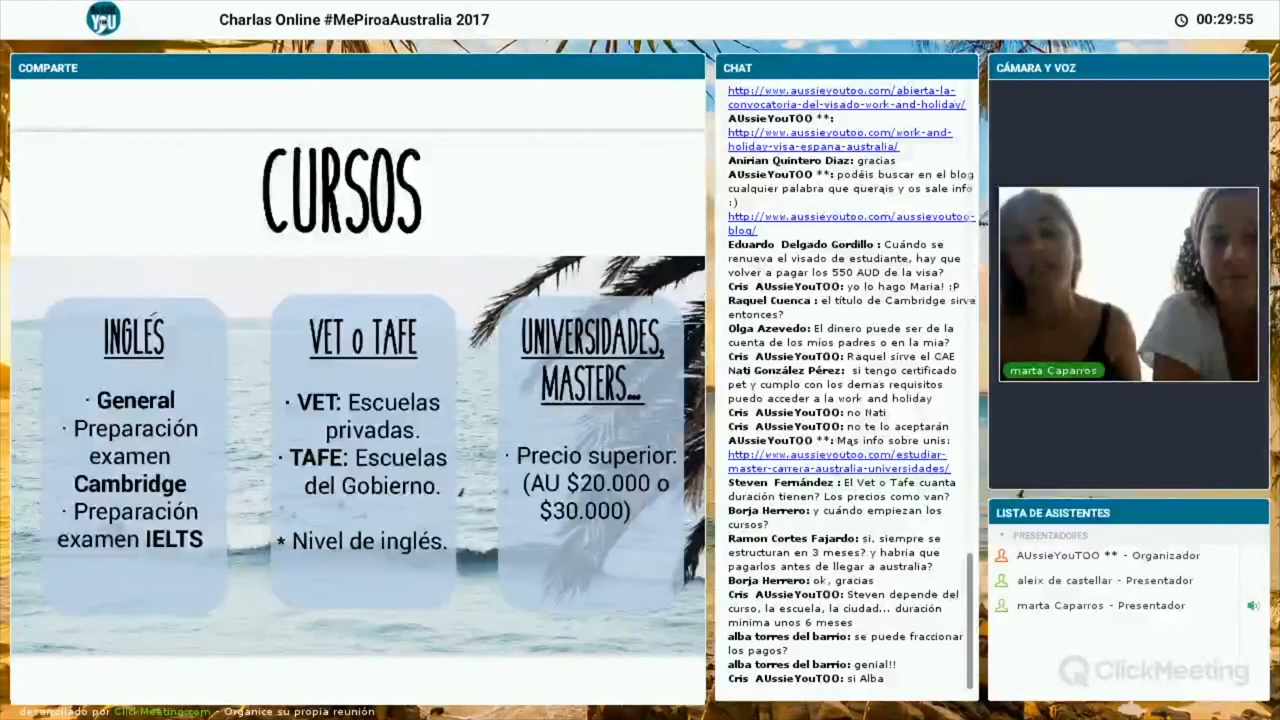 YOU
Charlas Online #MePiroaAustralia 2017
00:29:55
COMPARTE
CURSOS
INGLÉS
· General
· Preparación
examen
Cambridge
· Preparación
examen IELTS
VET o TAFE
· VET: Escuelas
privadas.
· TAFE: Escuelas
del Gobierno.
* Nivel de inglés.
UNIVERSIDADES,
MASTERS...
· Precio superior:
(AU $20.000 o
$30.000)
CHAT
http://www.aussieyoutoo.com/abierta-la-
convocatoria-del-visado-work-and-holiday/
AUssieYouTOO **:
http://www.aussieyoutoo.com/work-and-
holiday-visa-espana-australia/
Anirian Quintero Diaz: gracias
AUssieYouTOO **: podéis buscar en el blog
cualquier palabra que queráis y os sale info
:)
http://www.aussieyoutoo.com/aussieyoutoo-
blog/
Eduardo Delgado Gordillo : Cuándo se
renueva el visado de estudiante, hay que
volver a pagar los 550 AUD de la visa?
Cris AUssieYouTOO: yo lo hago Maria! ;P
Raquel Cuenca : el título de Cambridge sirve
entonces?
Olga Azevedo: El dinero puede ser de la
cuenta de los míos padres o en la mia?
Cris AUssieYouTOO: Raquel sirve el CAE
Nati González Pérez: si tengo certificado
pet y cumplo con los demas requisitos
puedo acceder a la work and holiday
Cris AUssieYouTOO: no Nati
Cris AUssieYouTOO: no te lo aceptarán
AUssieYouTOO **: Mas info sobre unis:
http://www.aussieyoutoo.com/estudiar-
master-carrera-australia-universidades/
Steven Fernández : El Vet o Tafe cuanta
duración tienen? Los precios como van?
Borja Herrero: y cuándo empiezan los
cursos?
Ramon Cortes Fajardo: si, siempre se
estructuran en 3 meses? y habria que
pagarlos antes de llegar a australia?
Borja Herrero: ok, gracias
Cris AUssieYouTOO: Steven depende del
curso, la escuela, la ciudad... duración
minima unos 6 meses
alba torres del barrio: se puede fraccionar
los pagos?
alba torres del barrio: genial!!
Cris AUssieYouTOO: si Alba
CÁMARA Y VOZ
marta Caparros
LISTA DE ASISTENTES
PRESENTADORES
AUssieYouTOO ** - Organizador
aleix de castellar - Presentador
marta Caparros - Presentador
ClickMeeting
desarrollado por ClickMeeting.com - Organice su propia reunión